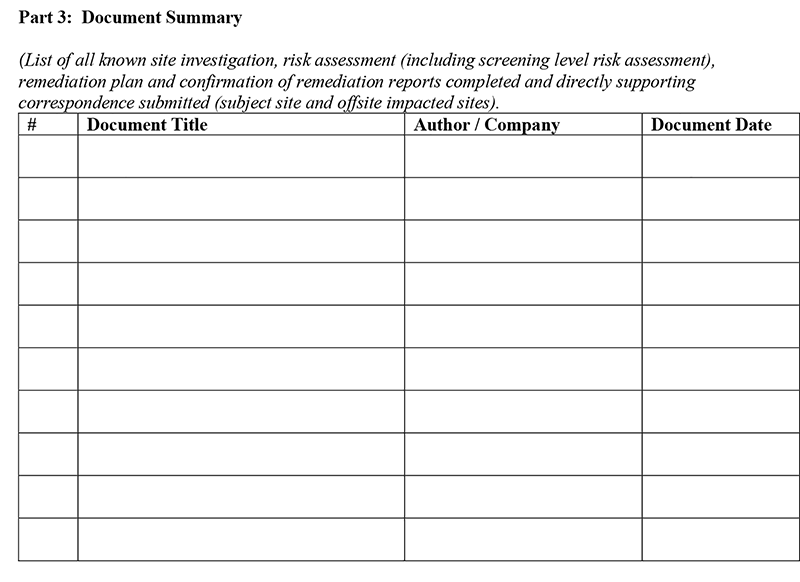 Part 3:  Document Summary
(List of all known site investigation, risk assessment (including screening level risk assessment),
remediation plan and confirmation of remediation reports completed and directly supporting
correspondence submitted (subject site and offsite impacted sites).
# Document Title Author / Company Document Date